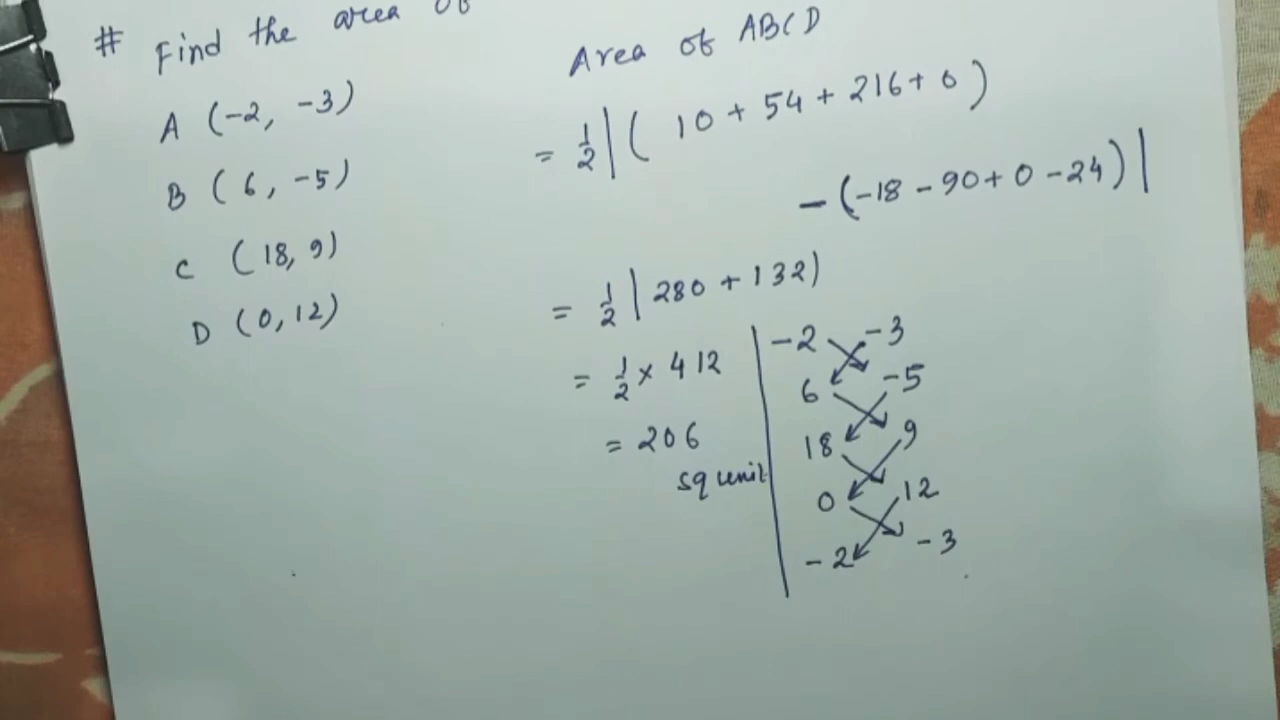 # Find the area of
A (-2, -3)
B (6, -5)
C (18, 9)
D (0, 12)
Area of ABCD
= 1/2 | ( 10 + 54 + 216 + 0 )
- (-18 - 90 + 0 - 24) |
= 1/2 | 280 + 132 |
= 1/2 × 412
= 206
sq unit
-2 -3
6 -5
18 9
0 12
-2 -3